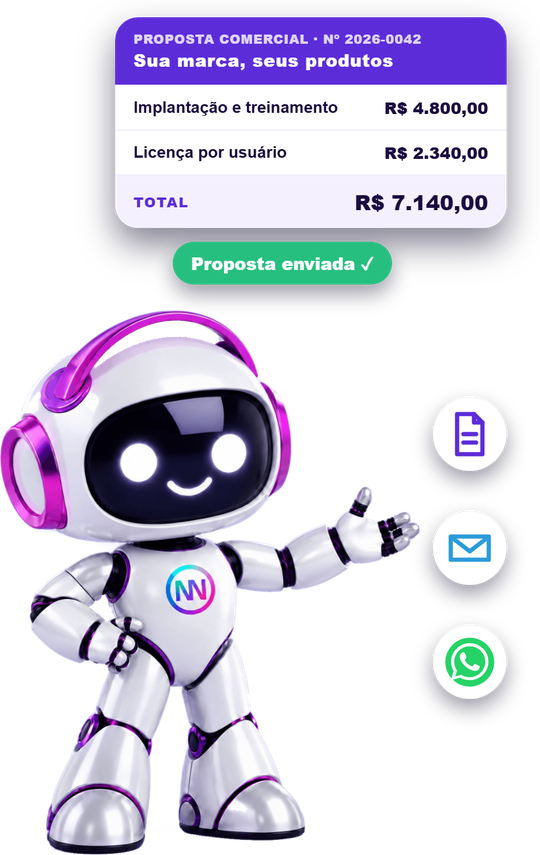 PROPOSTA COMERCIAL · Nº 2026-0042
Sua marca, seus produtos
Implantação e treinamento R$ 4.800,00
Licença por usuário R$ 2.340,00
TOTAL R$ 7.140,00
Proposta enviada ✓